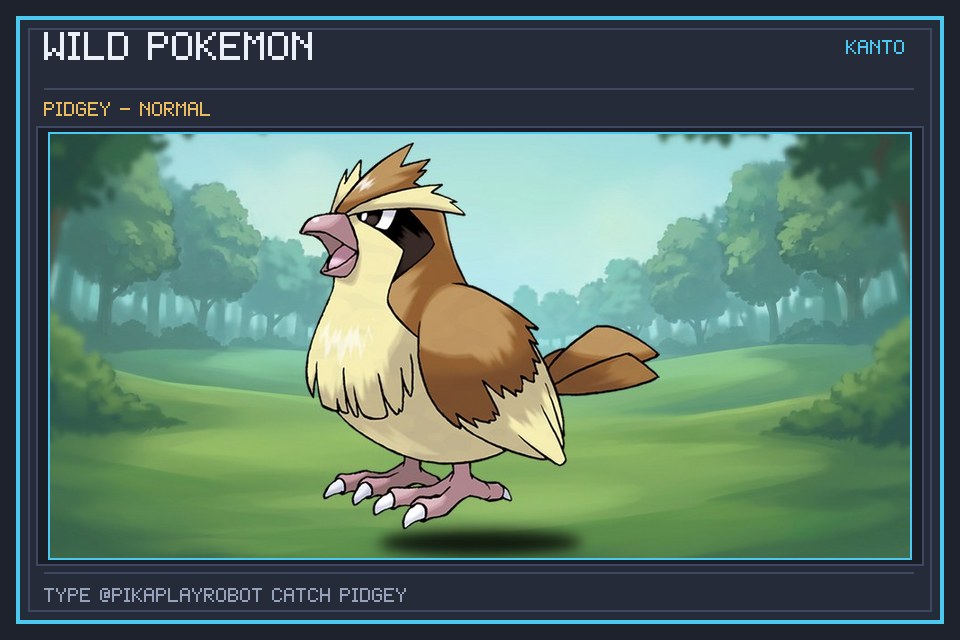 WILD POKEMON
KANTO
PIDGEY - NORMAL
TYPE @PIKAPLAYROBOT CATCH PIDGEY